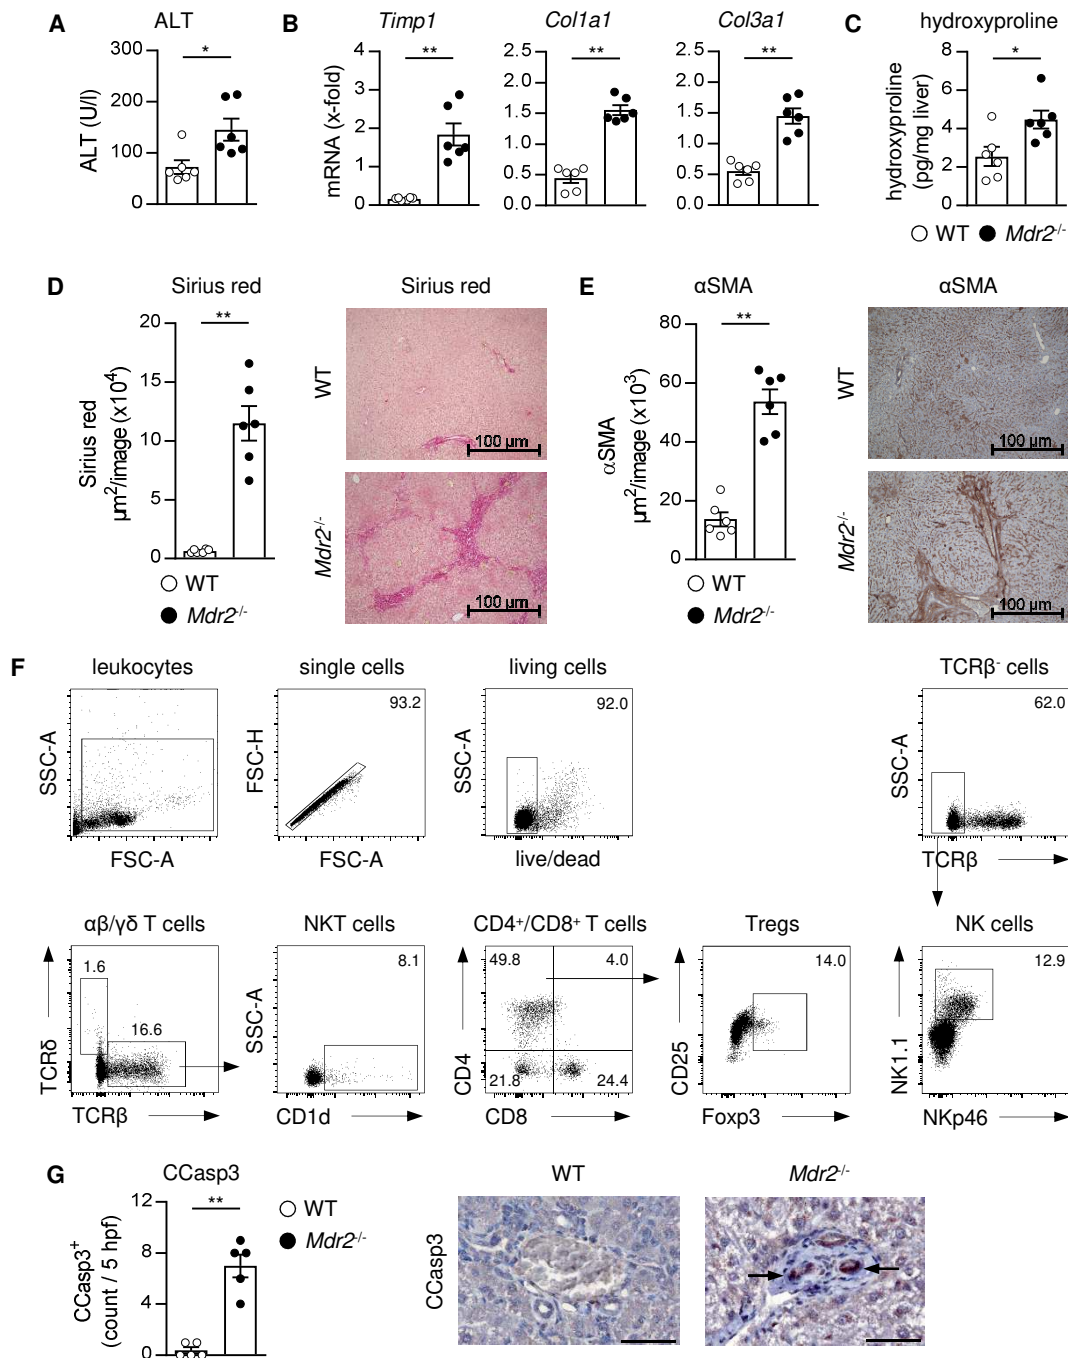 A
ALT
ALT (U/l)
300
200
100
0
*
B
Timp1
Col1a1
Col3a1
mRNA (x-fold)
4
3
2
1
0
**
2.5
2.0
1.5
1.0
0.5
0.0
**
2.5
2.0
1.5
1.0
0.5
0.0
**
C
hydroxyproline
hydroxyproline
(pg/mg liver)
8
6
4
2
0
*
WT
Mdr2-/-
D
Sirius red
Sirius red
Sirius red
µm²/image (x10⁴)
20
15
10
5
0
**
WT
Mdr2-/-
WT
100 µm
Mdr2-/-
100 µm
E
αSMA
αSMA
αSMA
µm²/image (x10³)
80
60
40
20
0
**
WT
Mdr2-/-
WT
100 µm
Mdr2-/-
100 µm
F
leukocytes
SSC-A
FSC-A
single cells
93.2
FSC-H
FSC-A
living cells
92.0
SSC-A
live/dead
TCRβ- cells
62.0
SSC-A
TCRβ
αβ/γδ T cells
1.6
16.6
TCRδ
TCRβ
NKT cells
8.1
SSC-A
CD1d
CD4+/CD8+ T cells
49.8
4.0
21.8
24.4
CD4
CD8
Tregs
14.0
CD25
Foxp3
NK cells
12.9
NK1.1
NKp46
G
CCasp3
CCasp3+
(count / 5 hpf)
12
8
4
0
**
WT
Mdr2-/-
WT
Mdr2-/-
CCasp3